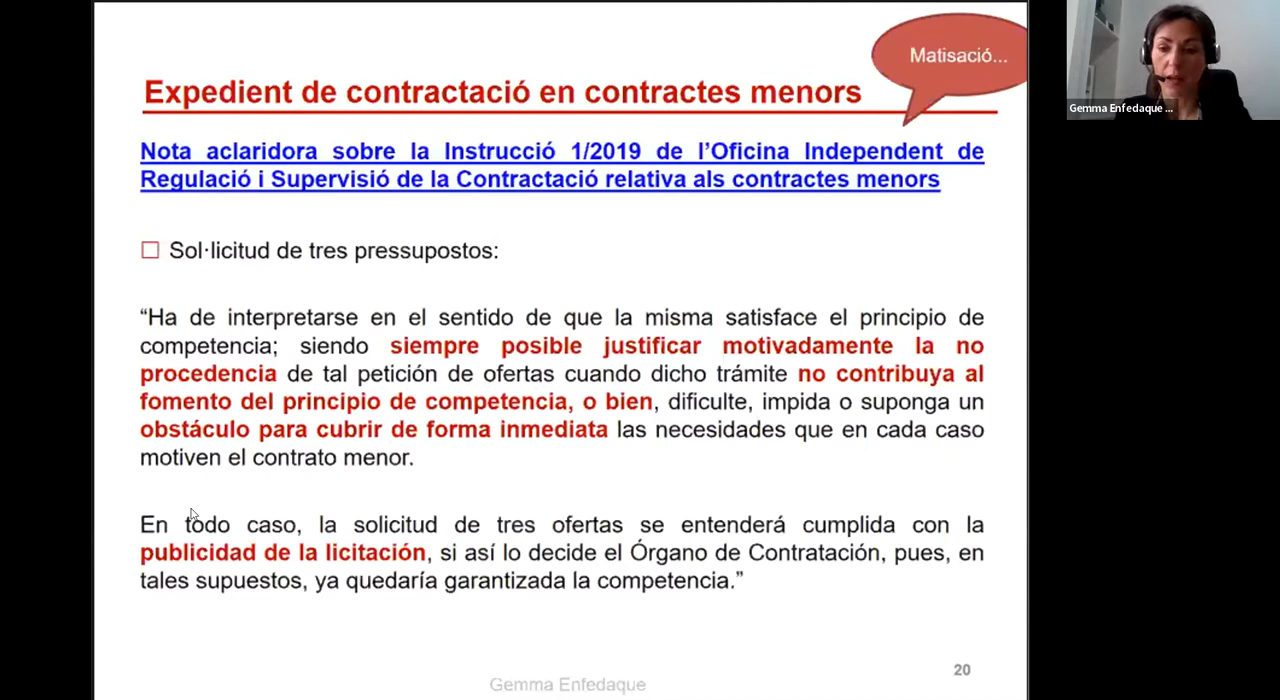 Matisació...
Expedient de contractació en contractes menors
Gemma Enfedaque ...
Nota aclaridora sobre la Instrucció 1/2019 de l’Oficina Independent de
Regulació i Supervisió de la Contractació relativa als contractes menors
Sol·licitud de tres pressupostos:
“Ha de interpretarse en el sentido de que la misma satisface el principio de
competencia; siendo siempre posible justificar motivadamente la no
procedencia de tal petición de ofertas cuando dicho trámite no contribuya al
fomento del principio de competencia, o bien, dificulte, impida o suponga un
obstáculo para cubrir de forma inmediata las necesidades que en cada caso
motiven el contrato menor.
En todo caso, la solicitud de tres ofertas se entenderá cumplida con la
publicidad de la licitación, si así lo decide el Órgano de Contratación, pues, en
tales supuestos, ya quedaría garantizada la competencia.”
20
Gemma Enfedaque